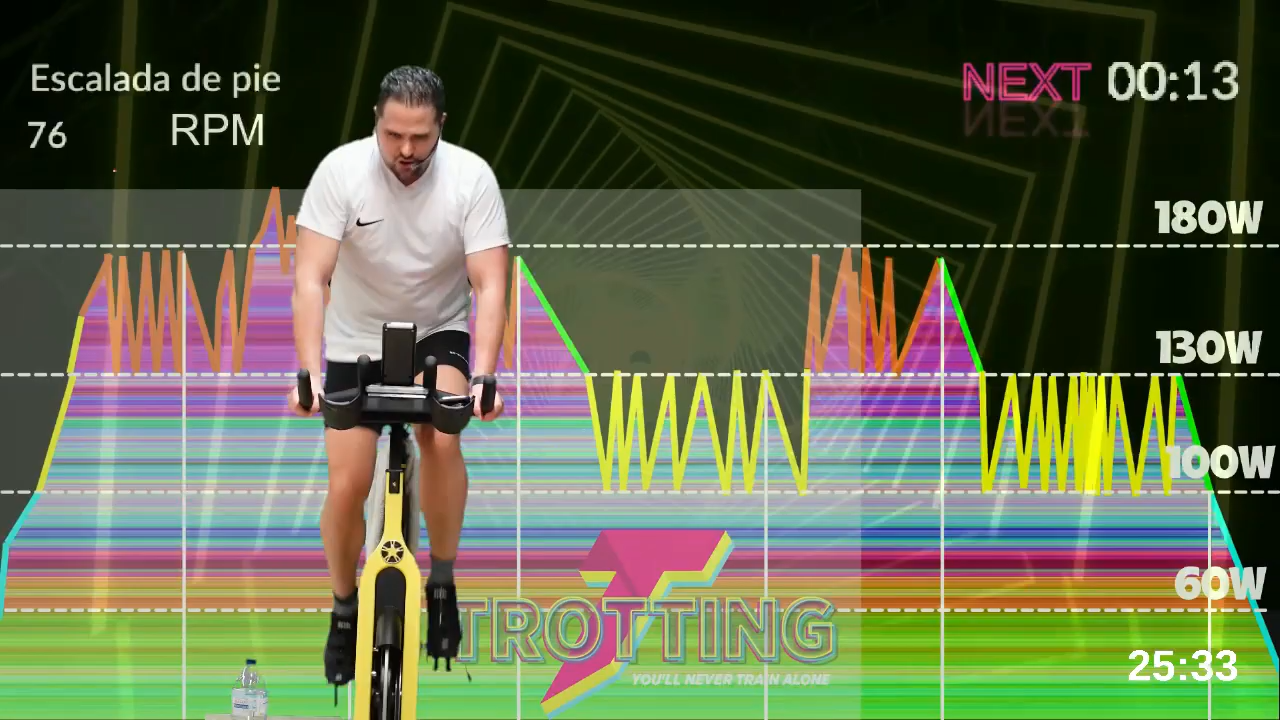 Escalada de pie
76 RPM
NEXT 00:13
NEXT
180W
130W
100W
60W
TROTTING
YOU'LL NEVER TRAIN ALONE
25:33